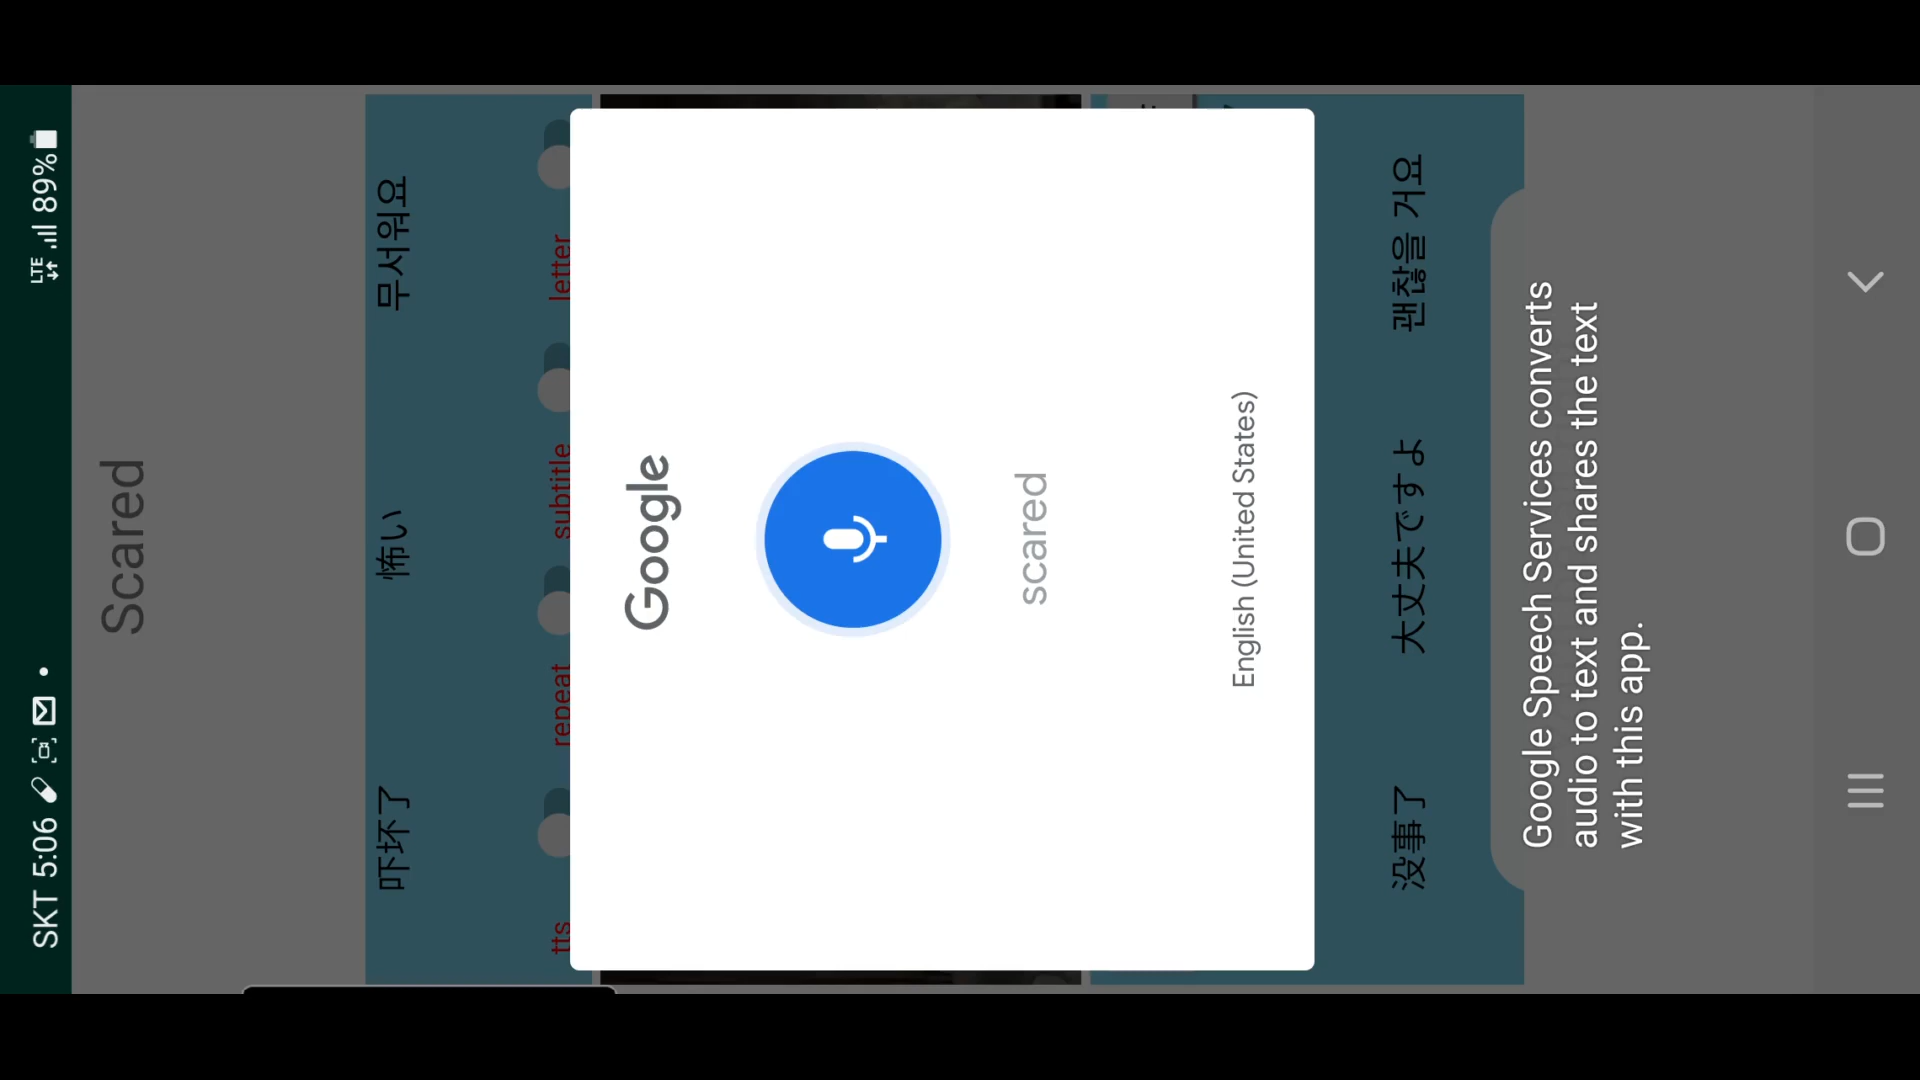 SKT 5:06 LTE 89%
Scared
吓坏了 怖い 무서워요
tts repeat subtitle letter
Google
scared
English (United States)
没事了 大丈夫ですよ 괜찮을 거요
Google Speech Services converts
audio to text and shares the text
with this app.